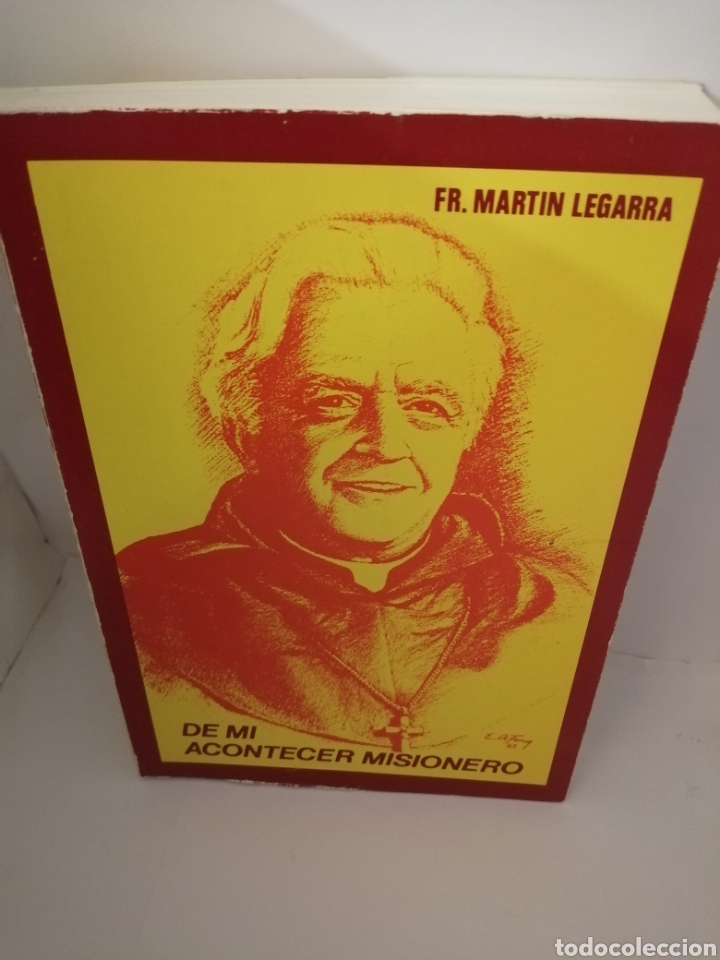 FR. MARTIN LEGARRA
DE MI
ACONTECER MISIONERO
todocoleccion